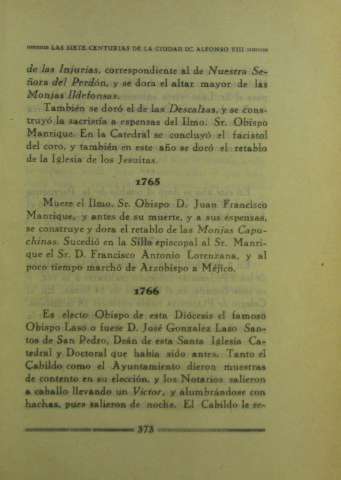 LAS SIETE CENTURIAS DE LA CIUDAD DE ALFONSO VIII
de las Injurias, correspondiente al de Nuestra Se-
ñora del Perdón, y se dora el altar mayor de las
Monjas Ildefonsas.
También se doró el de las Descalzas, y se cons-
truyó la sacristía a espensas del Ilmo. Sr. Obispo
Manrique. En la Catedral se concluyó el facistol
del coro, y también en este año se doró el retablo
de la Iglesia de los Jesuitas.
1765
Muere el Ilmo. Sr. Obispo D. Juan Francisco
Manrique, y antes de su muerte, y a sus espensas,
se construye y dora el retablo de las Monjas Capu-
chinas. Sucedió en la Silla episcopal al Sr. Manri-
que el Sr. D. Francisco Antonio Lorenzana, y al
poco tiempo marchó de Arzobispo a Méjico.
1766
Es electo Obispo de esta Diócesis el famoso
Obispo Laso o fuese D. José Gonzalez Laso San-
tos de San Pedro, Deán de esta Santa Iglesia Ca-
tedral y Doctoral que había sido antes. Tanto el
Cabildo como el Ayuntamiento dieron muestras
de contento en su elección, y los Notarios salieron
a caballo llevando un Víctor, y alumbrándose con
hachas, pues salieron de noche. El Cabildo le se-
373